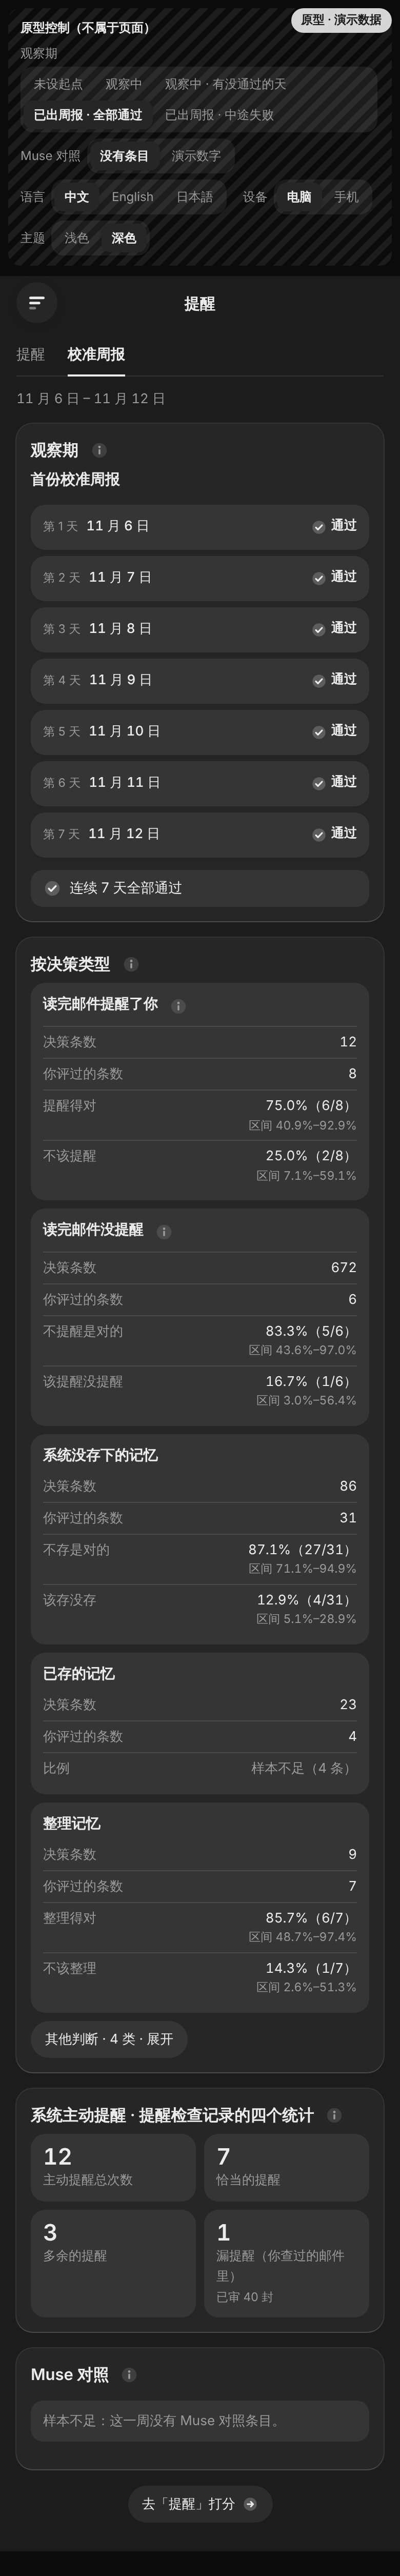 原型控制（不属于页面）
原型 · 演示数据
观察期
未设起点 观察中 观察中 · 有没通过的天
已出周报 · 全部通过 已出周报 · 中途失败
Muse 对照 没有条目 演示数字
语言 中文 English 日本語 设备 电脑 手机
主题 浅色 深色
提醒
提醒 校准周报
11 月 6 日 – 11 月 12 日
观察期
首份校准周报
第 1 天 11 月 6 日 通过
第 2 天 11 月 7 日 通过
第 3 天 11 月 8 日 通过
第 4 天 11 月 9 日 通过
第 5 天 11 月 10 日 通过
第 6 天 11 月 11 日 通过
第 7 天 11 月 12 日 通过
连续 7 天全部通过
按决策类型
读完邮件提醒了你
决策条数 12
你评过的条数 8
提醒得对 75.0%（6/8）
区间 40.9%–92.9%
不该提醒 25.0%（2/8）
区间 7.1%–59.1%
读完邮件没提醒
决策条数 672
你评过的条数 6
不提醒是对的 83.3%（5/6）
区间 43.6%–97.0%
该提醒没提醒 16.7%（1/6）
区间 3.0%–56.4%
系统没存下的记忆
决策条数 86
你评过的条数 31
不存是对的 87.1%（27/31）
区间 71.1%–94.9%
该存没存 12.9%（4/31）
区间 5.1%–28.9%
已存的记忆
决策条数 23
你评过的条数 4
比例 样本不足（4 条）
整理记忆
决策条数 9
你评过的条数 7
整理得对 85.7%（6/7）
区间 48.7%–97.4%
不该整理 14.3%（1/7）
区间 2.6%–51.3%
其他判断 · 4 类 · 展开
系统主动提醒 · 提醒检查记录的四个统计
12
主动提醒总次数
7
恰当的提醒
3
多余的提醒
1
漏提醒（你查过的邮件
里）
已审 40 封
Muse 对照
样本不足：这一周没有 Muse 对照条目。
去「提醒」打分